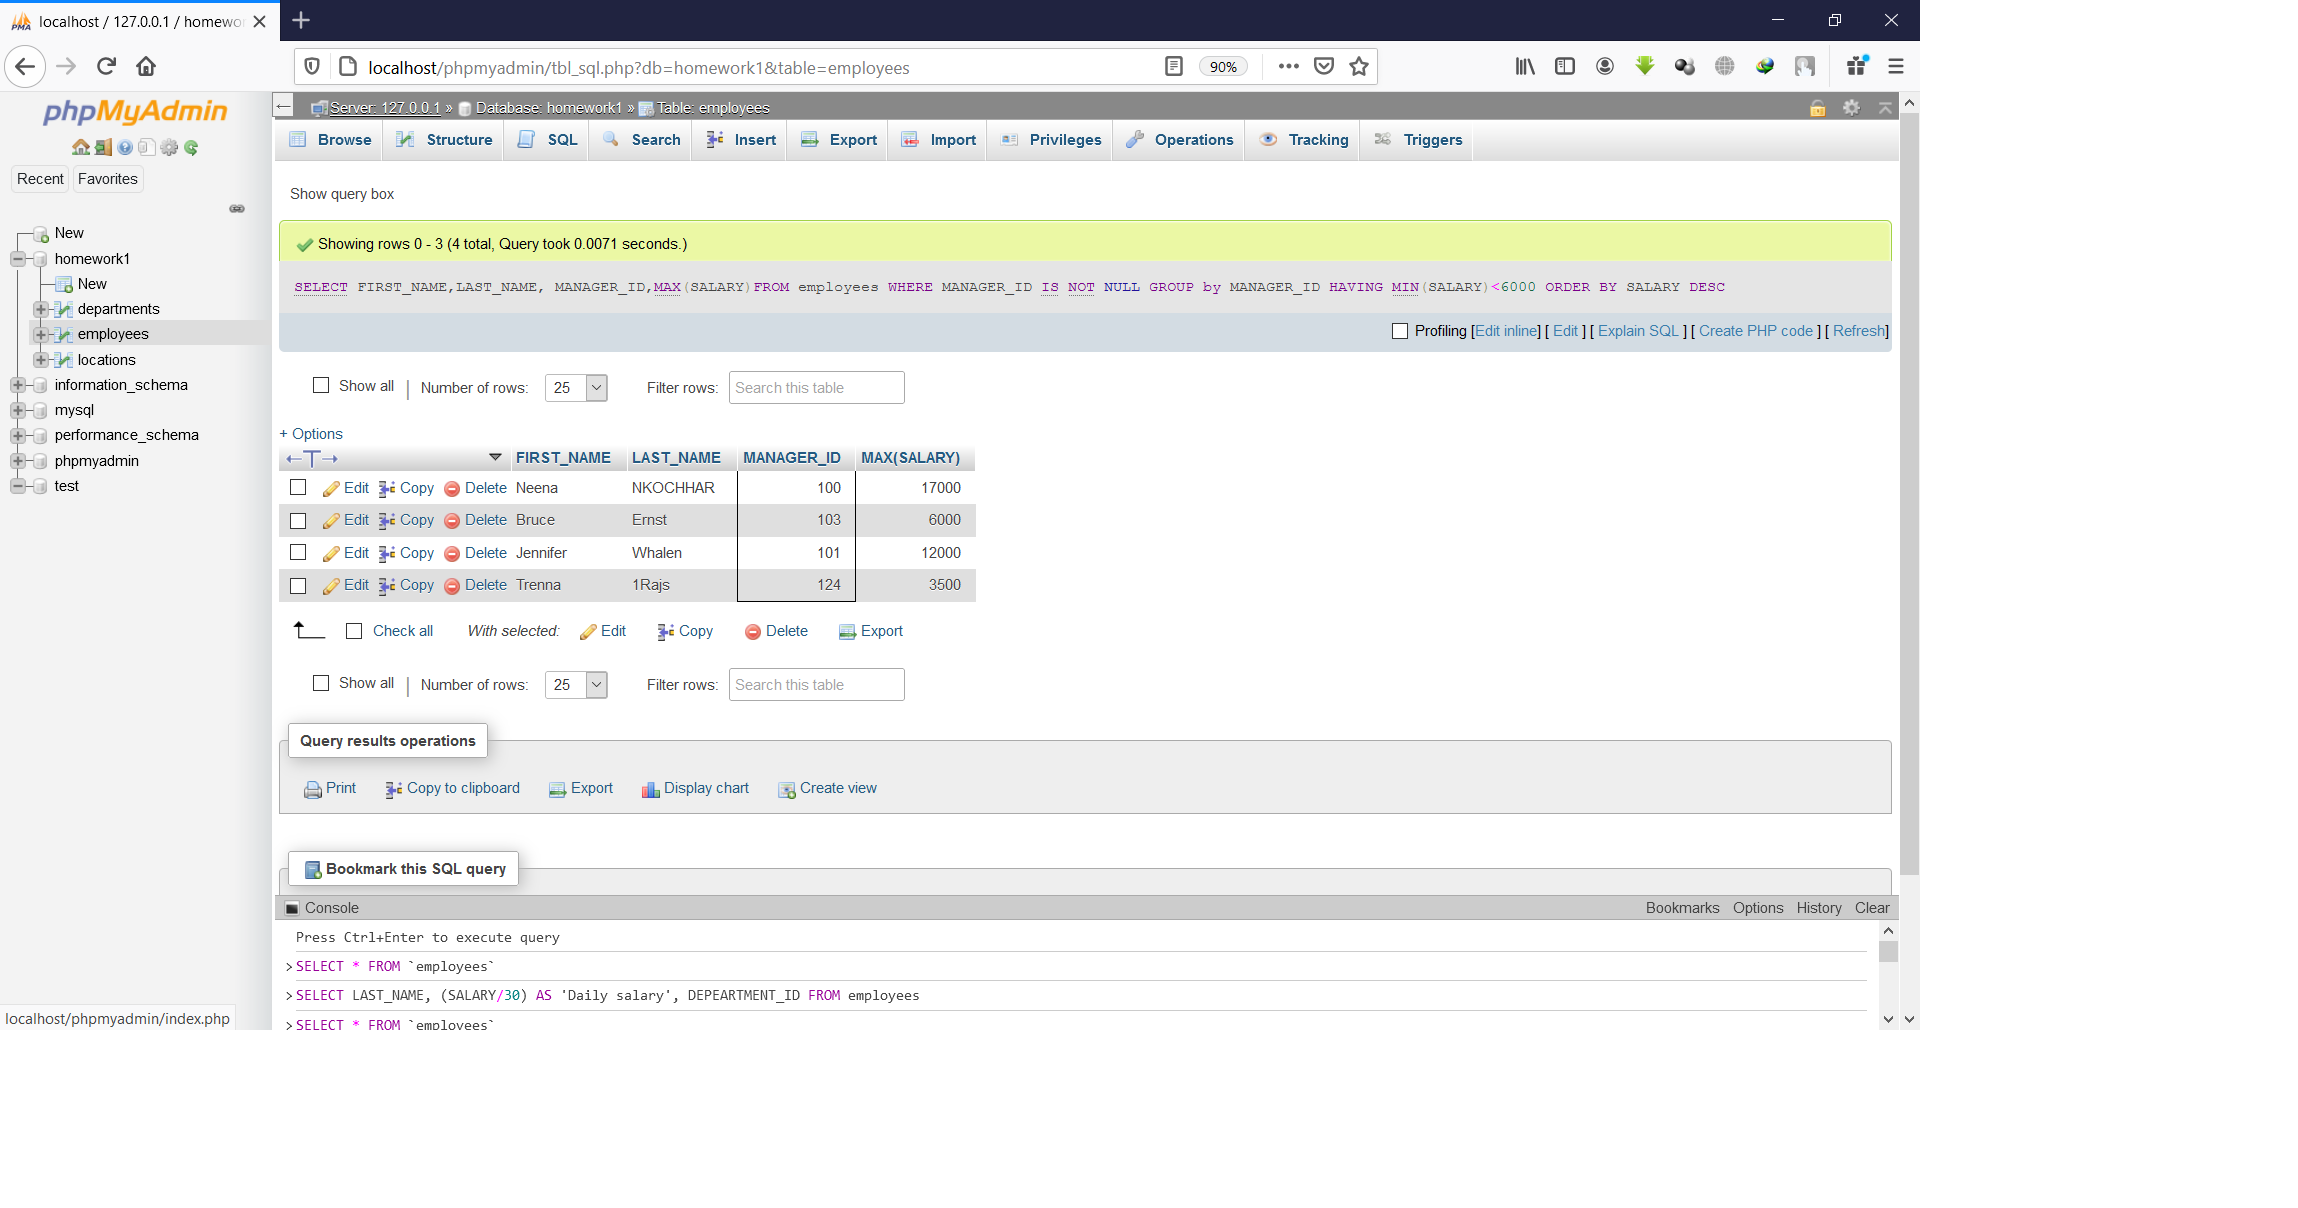 localhost / 127.0.0.1 / homewo
localhost/phpmyadmin/tbl_sql.php?db=homework1&table=employees
90%
phpMyAdmin
Recent Favorites
New
homework1
New
departments
employees
locations
information_schema
mysql
performance_schema
phpmyadmin
test
localhost/phpmyadmin/index.php
Server: 127.0.0.1 » Database: homework1 » Table: employees
Browse Structure SQL Search Insert Export Import Privileges Operations Tracking Triggers
Show query box
Showing rows 0 - 3 (4 total, Query took 0.0071 seconds.)
SELECT FIRST_NAME,LAST_NAME, MANAGER_ID,MAX(SALARY)FROM employees WHERE MANAGER_ID IS NOT NULL GROUP by MANAGER_ID HAVING MIN(SALARY)<6000 ORDER BY SALARY DESC
Profiling [Edit inline] [ Edit ] [ Explain SQL ] [ Create PHP code ] [ Refresh]
Show all | Number of rows: 25 Filter rows: Search this table
+ Options
FIRST_NAME LAST_NAME MANAGER_ID MAX(SALARY)
Edit Copy Delete Neena NKOCHHAR 100 17000
Edit Copy Delete Bruce Ernst 103 6000
Edit Copy Delete Jennifer Whalen 101 12000
Edit Copy Delete Trenna 1Rajs 124 3500
Check all With selected: Edit Copy Delete Export
Show all | Number of rows: 25 Filter rows: Search this table
Query results operations
Print Copy to clipboard Export Display chart Create view
Bookmark this SQL query
Console Bookmarks Options History Clear
Press Ctrl+Enter to execute query
>SELECT * FROM `employees`
>SELECT LAST_NAME, (SALARY/30) AS 'Daily salary', DEPEARTMENT_ID FROM employees
>SELECT * FROM `employees`